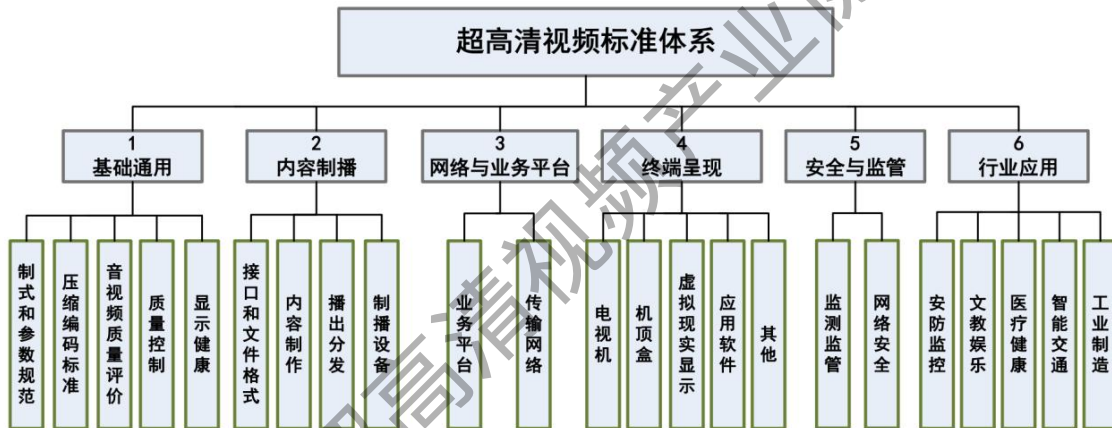 超高清视频标准体系
1
基础通用
2
内容制播
3
网络与业务平台
4
终端呈现
5
安全与监管
6
行业应用
制式和参数规范
压缩编码标准
音视频质量评价
质量控制
显示健康
接口和文件格式
内容制作
播出分发
制播设备
业务平台
传输网络
电视机
机顶盒
虚拟现实显示
应用软件
其他
监测监管
网络安全
安防监控
文教娱乐
医疗健康
智能交通
工业制造
高清视频产业